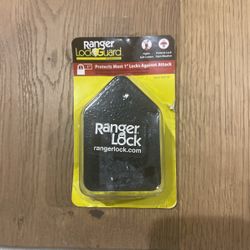 Ranger
LockGuard
Protects Most 1" Locks Against Attack
Ranger
Lock
rangerlock.com